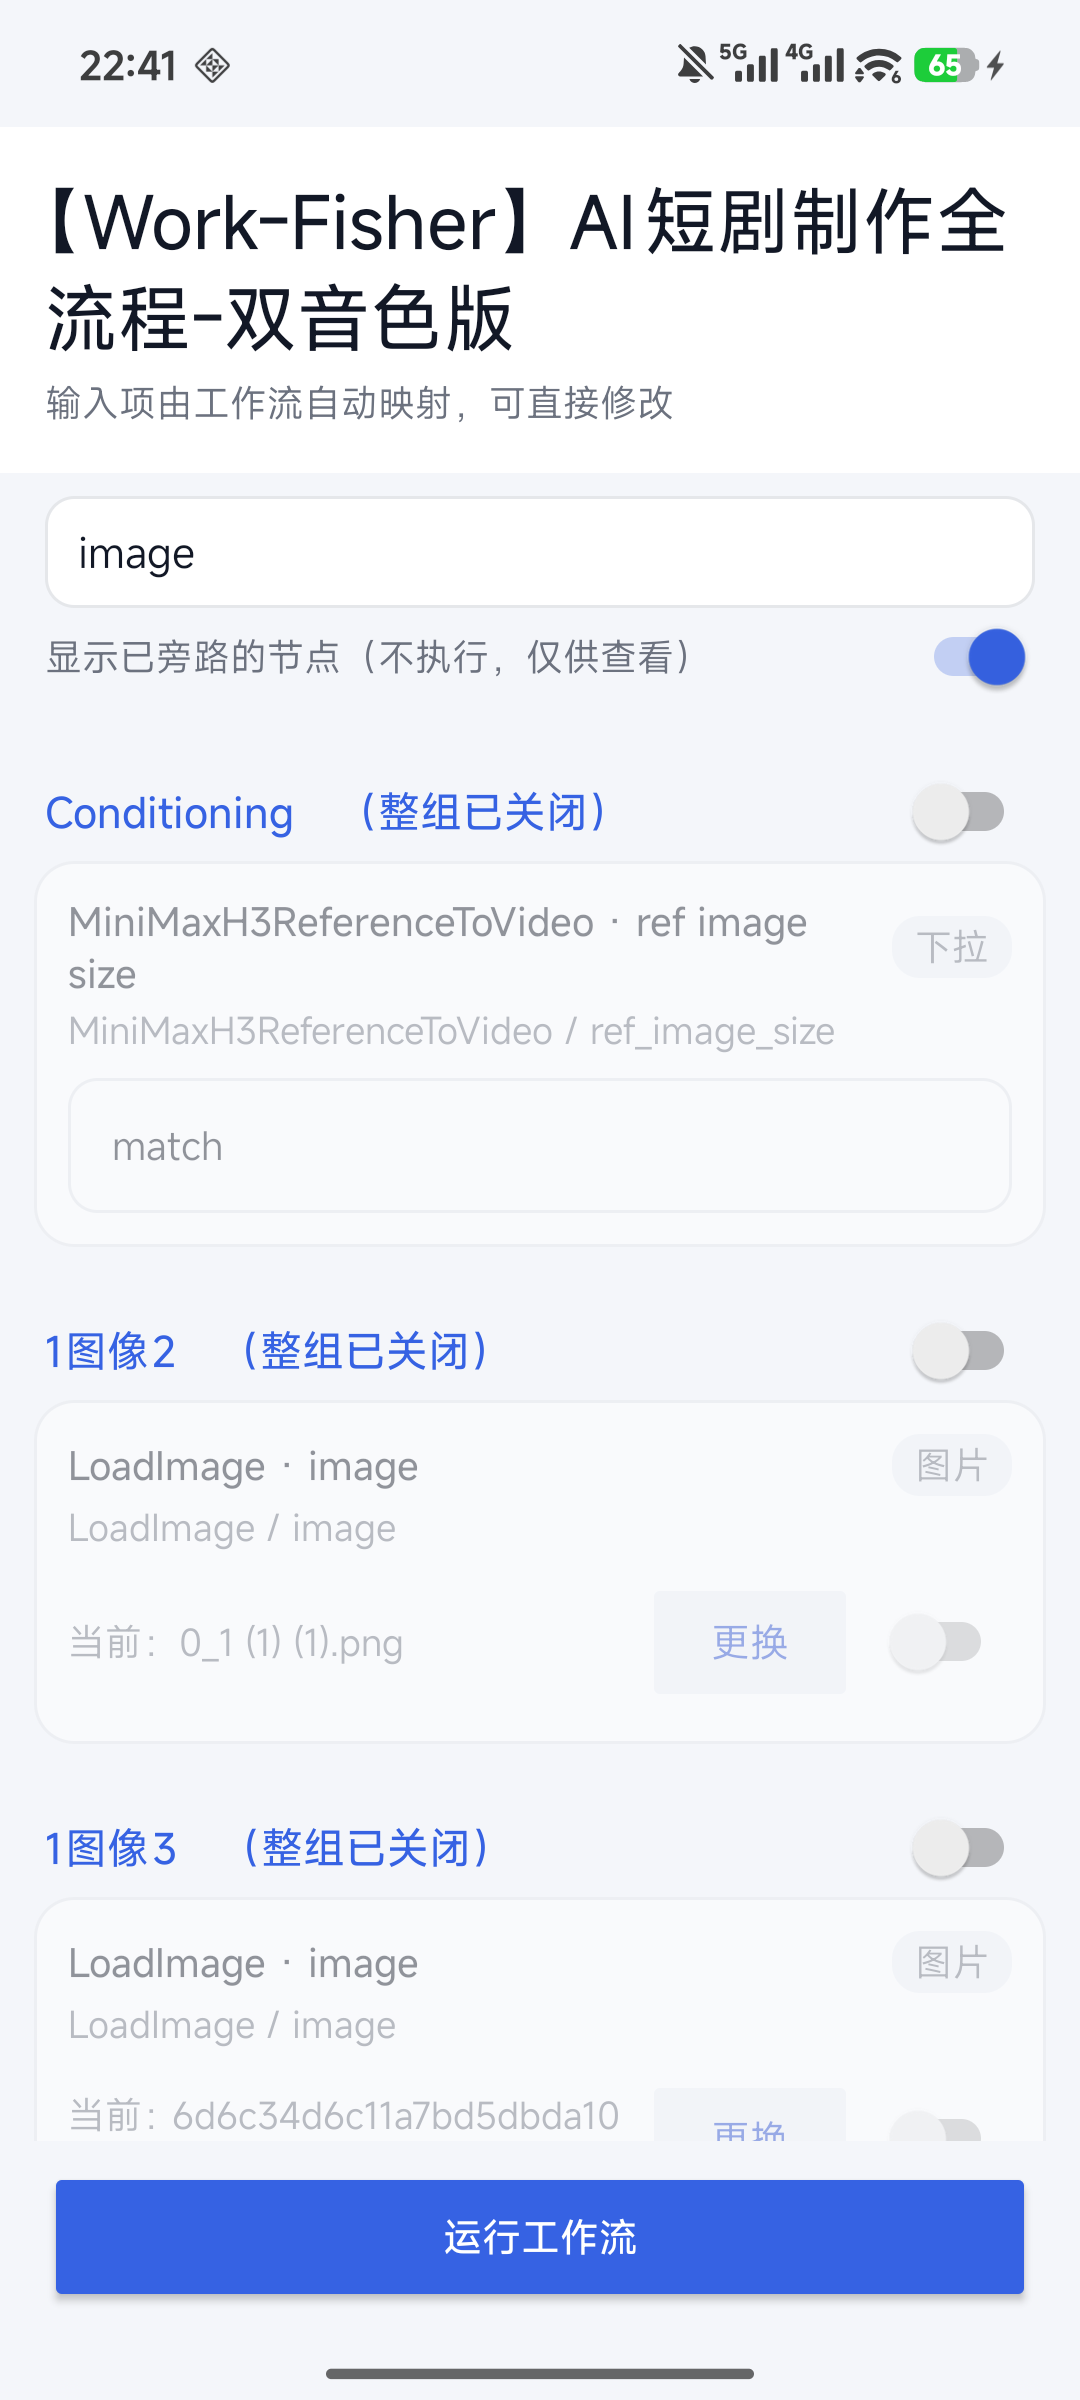 22:41
5G 4G 6 65
【Work-Fisher】AI短剧制作全
流程-双音色版
输入项由工作流自动映射，可直接修改
image
显示已旁路的节点（不执行，仅供查看）
Conditioning （整组已关闭）
MiniMaxH3ReferenceToVideo · ref image
size
下拉
MiniMaxH3ReferenceToVideo / ref_image_size
match
1图像2 （整组已关闭）
LoadImage · image
图片
LoadImage / image
当前：0_1 (1) (1).png
更换
1图像3 （整组已关闭）
LoadImage · image
图片
LoadImage / image
当前：6d6c34d6c11a7bd5dbda10
更换
运行工作流